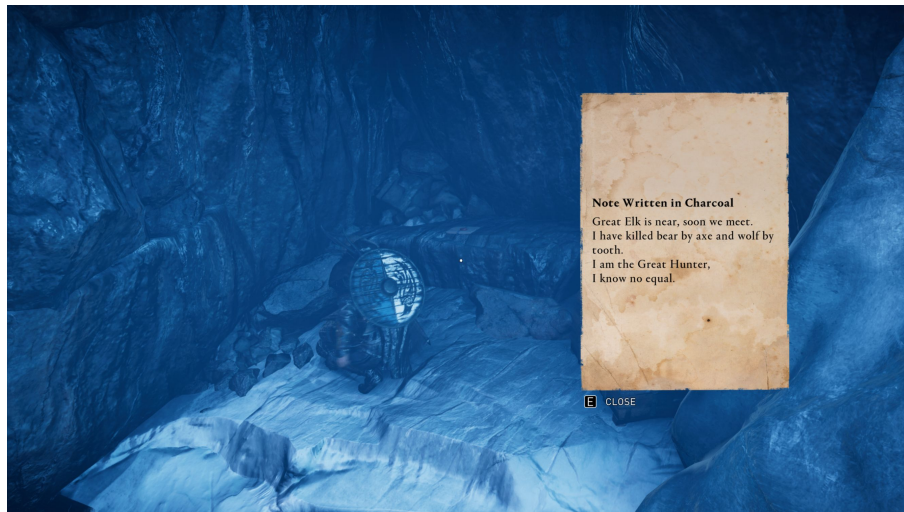 Note Written in Charcoal
Great Elk is near, soon we meet.
I have killed bear by axe and wolf by
tooth.
I am the Great Hunter,
I know no equal.
E CLOSE